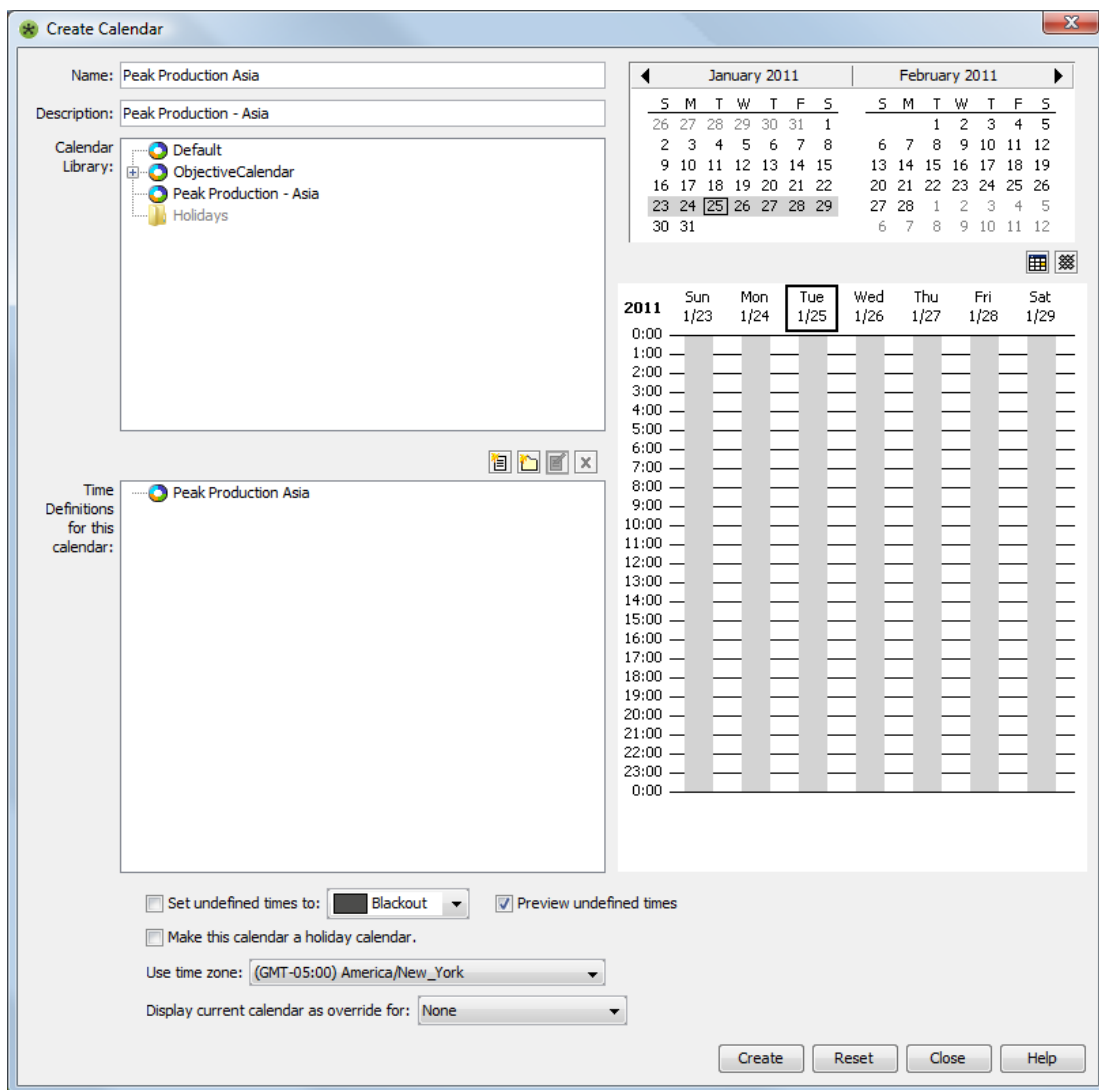 Create Calendar
Name: Peak Production Asia
Description: Peak Production - Asia
Calendar Library:
Default
ObjectiveCalendar
Peak Production - Asia
Holidays
January 2011 February 2011
S M T W T F S S M T W T F S
26 27 28 29 30 31 1 1 2 3 4 5
2 3 4 5 6 7 8 6 7 8 9 10 11 12
9 10 11 12 13 14 15 13 14 15 16 17 18 19
16 17 18 19 20 21 22 20 21 22 23 24 25 26
23 24 25 26 27 28 29 27 28 1 2 3 4 5
30 31 6 7 8 9 10 11 12
Time Definitions for this calendar:
Peak Production Asia
2011 Sun Mon Tue Wed Thu Fri Sat
1/23 1/24 1/25 1/26 1/27 1/28 1/29
0:00
1:00
2:00
3:00
4:00
5:00
6:00
7:00
8:00
9:00
10:00
11:00
12:00
13:00
14:00
15:00
16:00
17:00
18:00
19:00
20:00
21:00
22:00
23:00
0:00
Set undefined times to: Blackout Preview undefined times
Make this calendar a holiday calendar.
Use time zone: (GMT-05:00) America/New_York
Display current calendar as override for: None
Create Reset Close Help